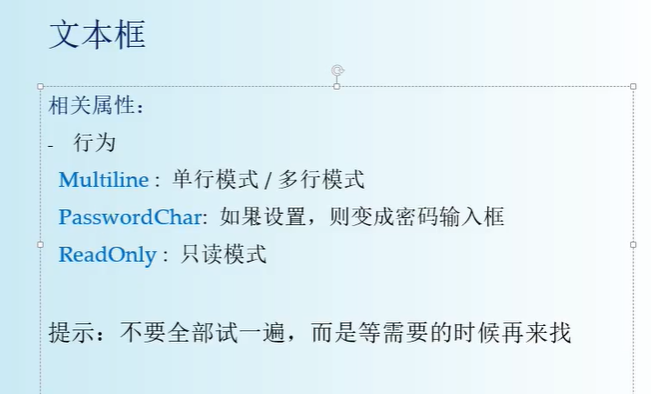 文本框
相关属性：
- 行为
Multiline： 单行模式 / 多行模式
PasswordChar: 如果设置，则变成密码输入框
ReadOnly： 只读模式
提示：不要全部试一遍，而是等需要的时候再来找